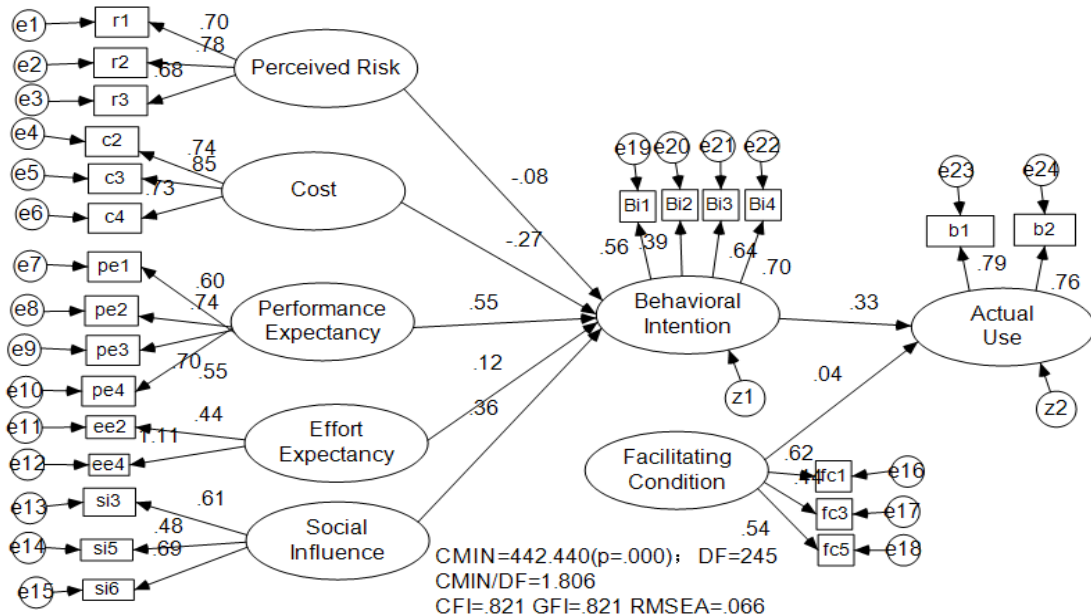 e1
r1
.70
e2
r2
.78
e3
r3
.68
Perceived Risk
e4
c2
.74
e5
c3
.85
e6
c4
.73
Cost
e7
pe1
.60
e8
pe2
.74
e9
pe3
.70
e10
pe4
.55
Performance
Expectancy
e11
ee2
.44
e12
ee4
1.11
Effort
Expectancy
e13
si3
.61
e14
si5
.48
e15
si6
.69
Social
Influence
-.08
-.27
.55
.12
.36
e19
e20
e21
e22
Bi1
Bi2
Bi3
Bi4
.56
.39
.64
.70
Behavioral
Intention
z1
.33
.04
e23
e24
b1
b2
.79
.76
Actual
Use
z2
Facilitating
Condition
.62
fc1
e16
.44
fc3
e17
.54
fc5
e18
CMIN=442.440(p=.000); DF=245
CMIN/DF=1.806
CFI=.821 GFI=.821 RMSEA=.066